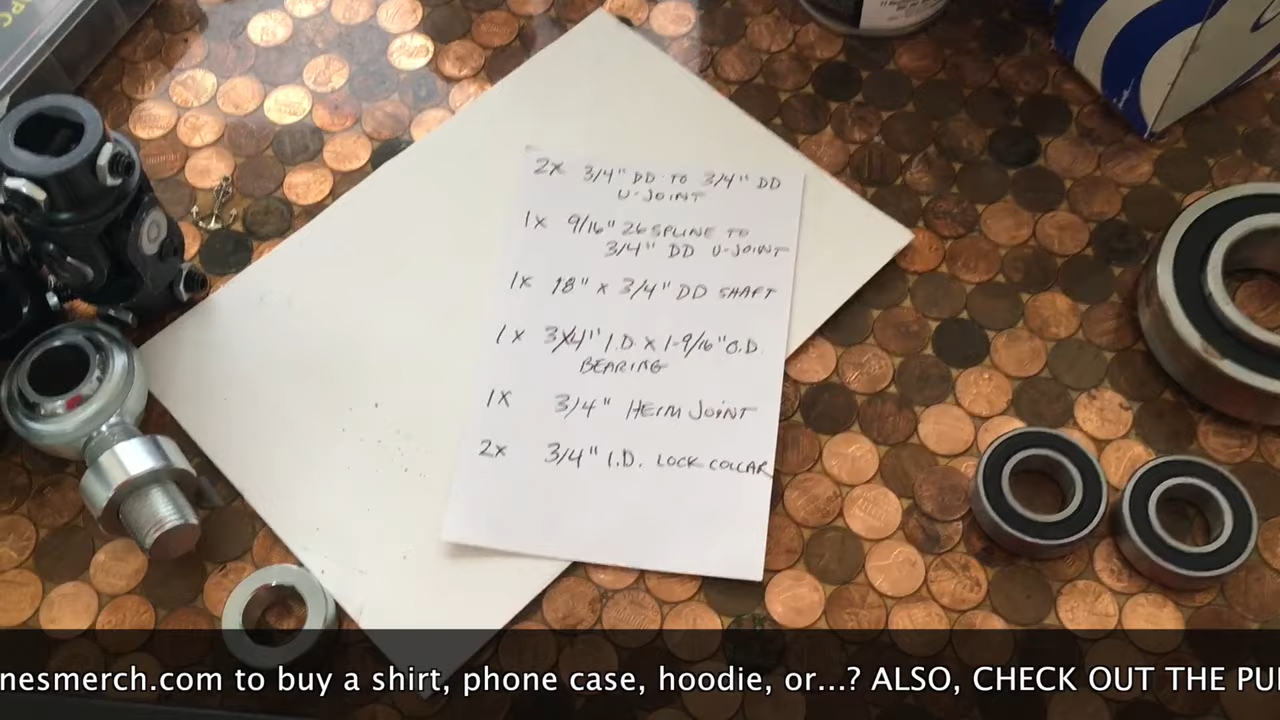 2x 3/4" DD TO 3/4" DD
U-JOINT
1x 9/16" 26 SPLINE TO
3/4" DD U-JOINT
1x 18" x 3/4" DD SHAFT
1x 3/4" I.D. x 1-9/16" O.D.
BEARING
1x 3/4" HEIM JOINT
2x 3/4" I.D. LOCK COLLAR
nesmerch.com to buy a shirt, phone case, hoodie, or...? ALSO, CHECK OUT THE PU